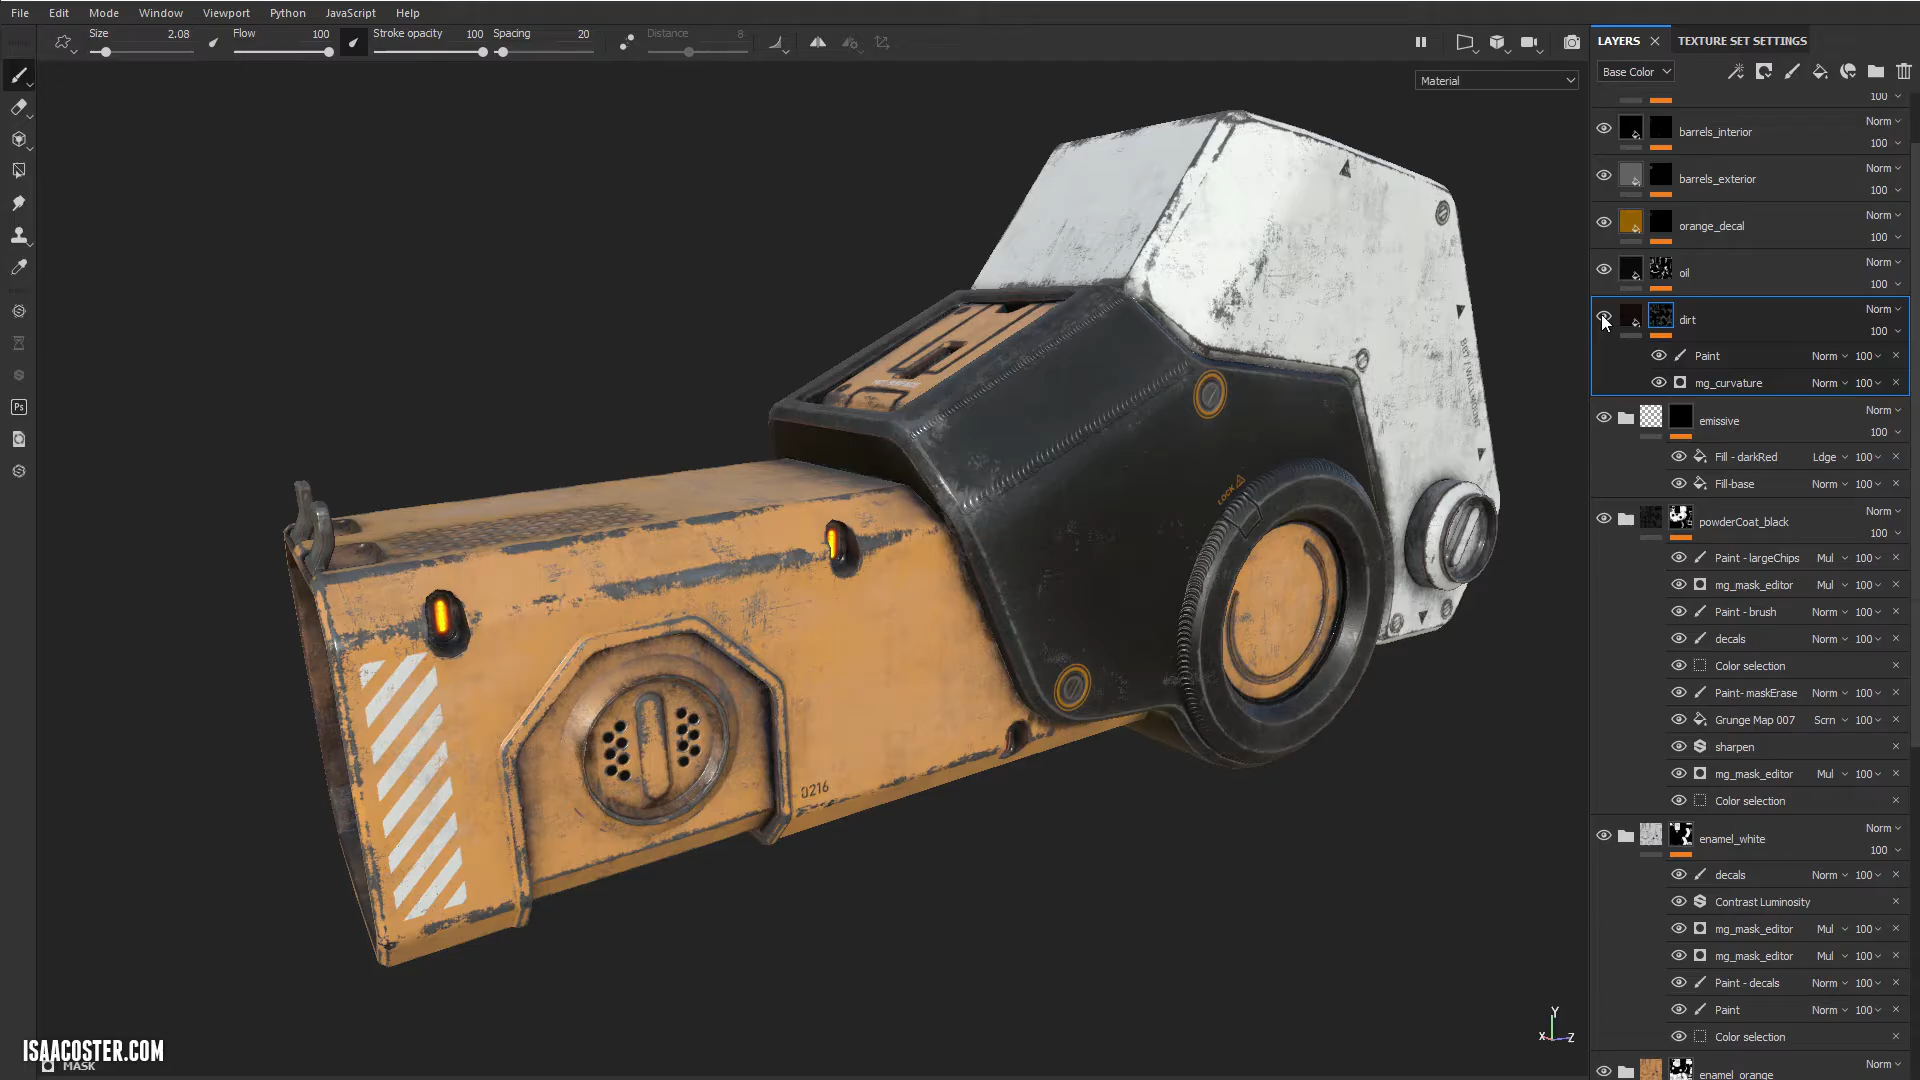 File Edit Mode Window Viewport Python JavaScript Help
Size 2.08 Flow 100 Stroke opacity 100 Spacing 20 Distance 8
LAYERS TEXTURE SET SETTINGS
Material
Base Color
100
barrels_interior Norm 100
barrels_exterior Norm 100
orange_decal Norm 100
oil Norm 100
dirt Norm 100
Paint Norm 100
mg_curvature Norm 100
emissive Norm 100
Fill - darkRed Ldge 100
Fill-base Norm 100
powderCoat_black Norm 100
Paint - largeChips Mul 100
mg_mask_editor Mul 100
Paint - brush Norm 100
decals Norm 100
Color selection
Paint- maskErase Norm 100
Grunge Map 007 Scrn 100
sharpen
mg_mask_editor Mul 100
Color selection
enamel_white Norm 100
decals Norm 100
Contrast Luminosity
mg_mask_editor Mul 100
mg_mask_editor Mul 100
Paint - decals Norm 100
Paint Norm 100
Color selection
enamel_orange Norm
LOCK
0216
Y
X Z
Ps
ISAACOSTER.COM
MASK